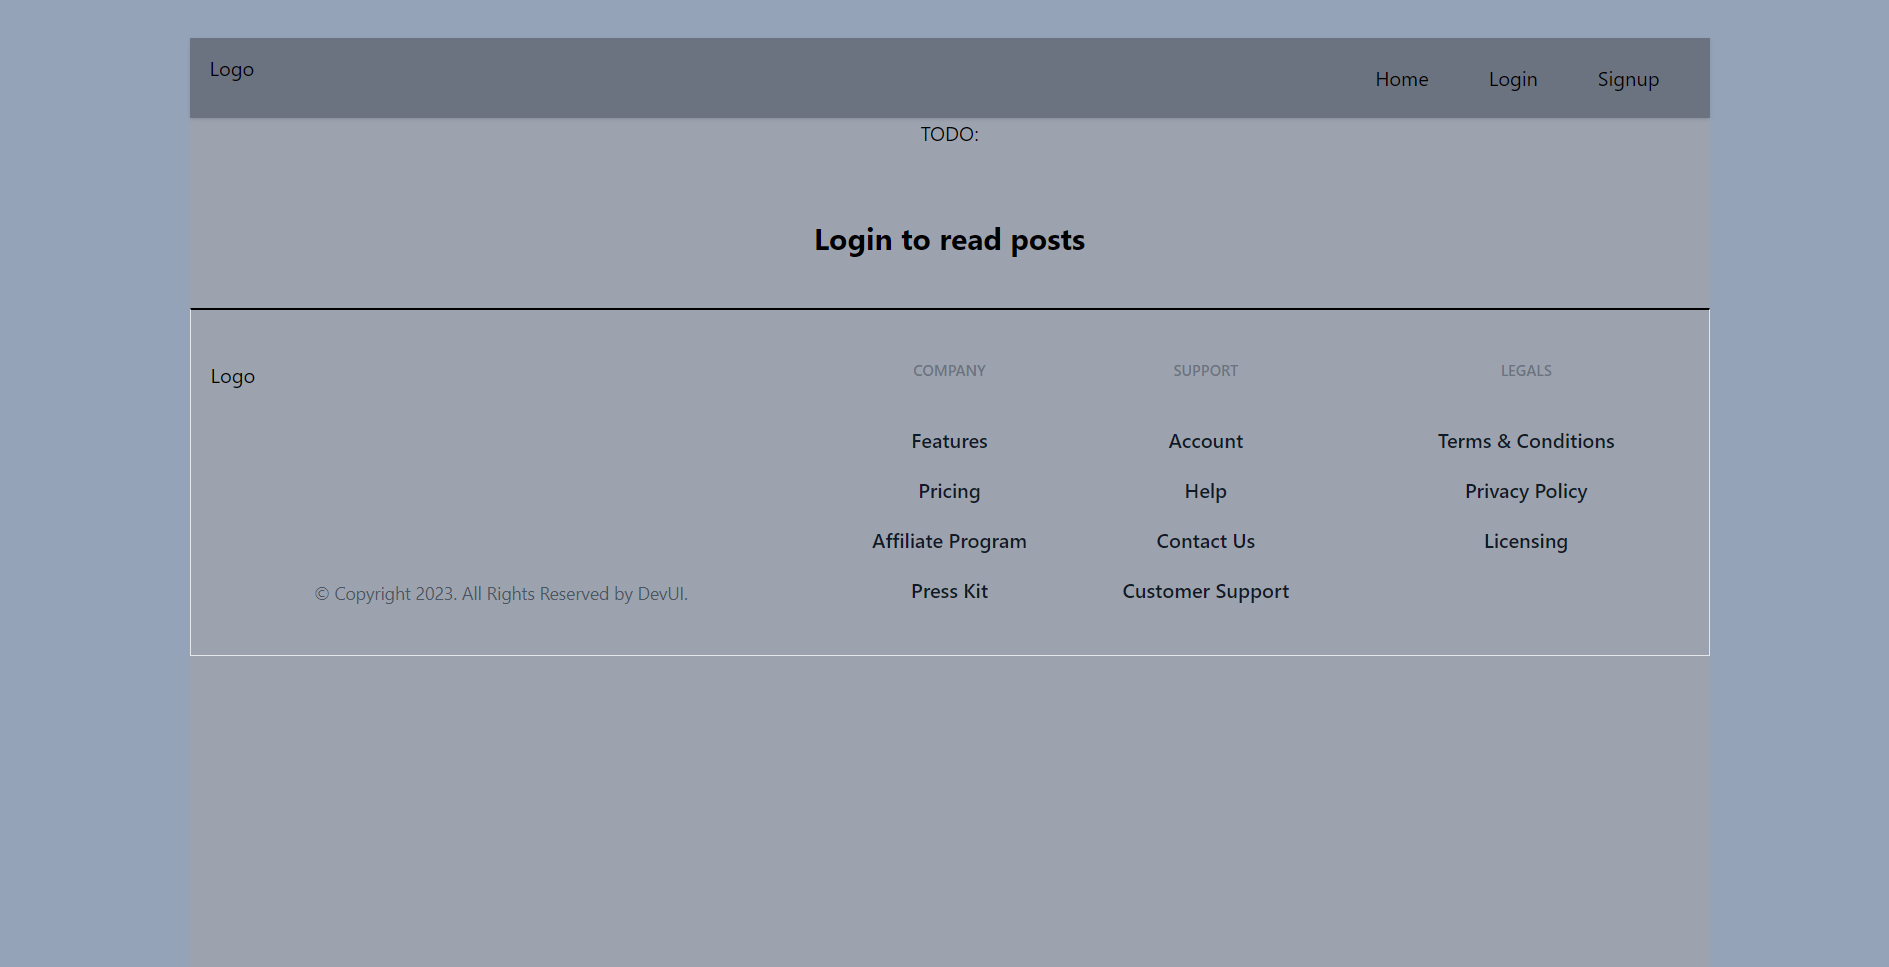 Logo
Home Login Signup
TODO:
Login to read posts
Logo
© Copyright 2023. All Rights Reserved by DevUI.
COMPANY
Features
Pricing
Affiliate Program
Press Kit
SUPPORT
Account
Help
Contact Us
Customer Support
LEGALS
Terms & Conditions
Privacy Policy
Licensing